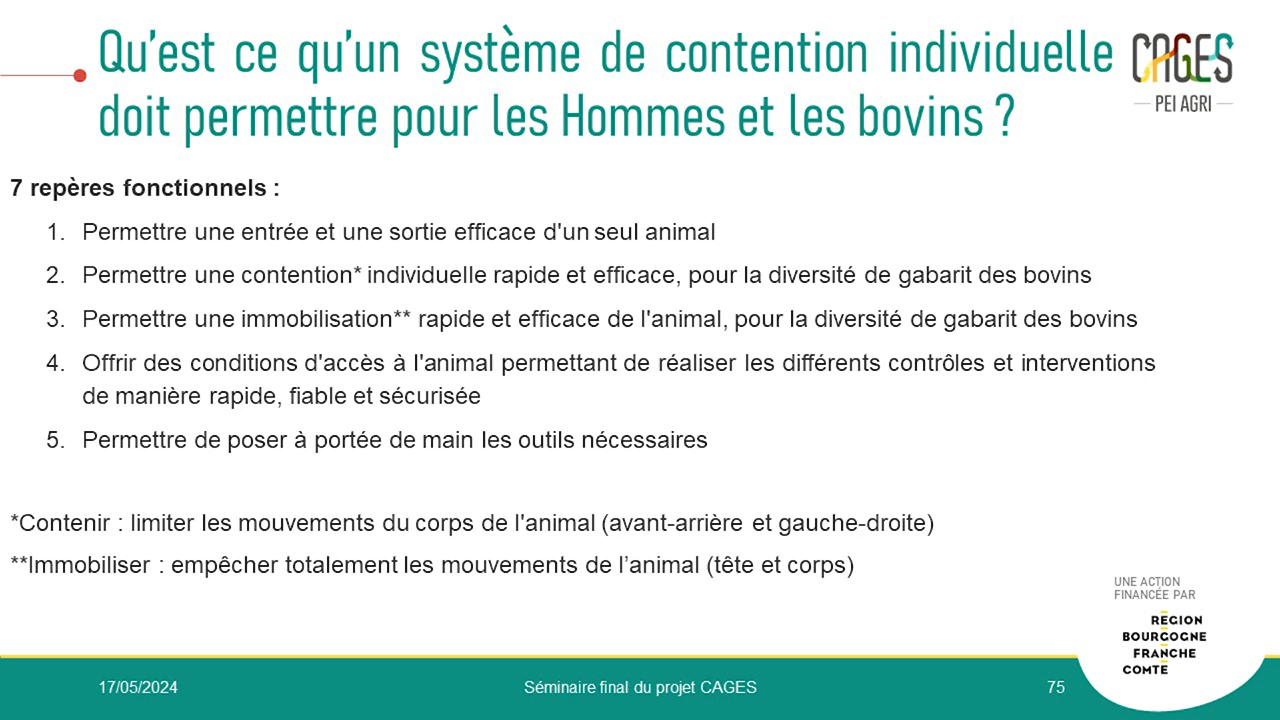 Qu'est ce qu'un système de contention individuelle
doit permettre pour les Hommes et les bovins ?
CAGES
PEI AGRI
7 repères fonctionnels :
1. Permettre une entrée et une sortie efficace d'un seul animal
2. Permettre une contention* individuelle rapide et efficace, pour la diversité de gabarit des bovins
3. Permettre une immobilisation** rapide et efficace de l'animal, pour la diversité de gabarit des bovins
4. Offrir des conditions d'accès à l'animal permettant de réaliser les différents contrôles et interventions
de manière rapide, fiable et sécurisée
5. Permettre de poser à portée de main les outils nécessaires
*Contenir : limiter les mouvements du corps de l'animal (avant-arrière et gauche-droite)
**Immobiliser : empêcher totalement les mouvements de l’animal (tête et corps)
UNE ACTION
FINANCÉE PAR
RÉGION
BOURGOGNE
FRANCHE
COMTÉ
17/05/2024
Séminaire final du projet CAGES
75